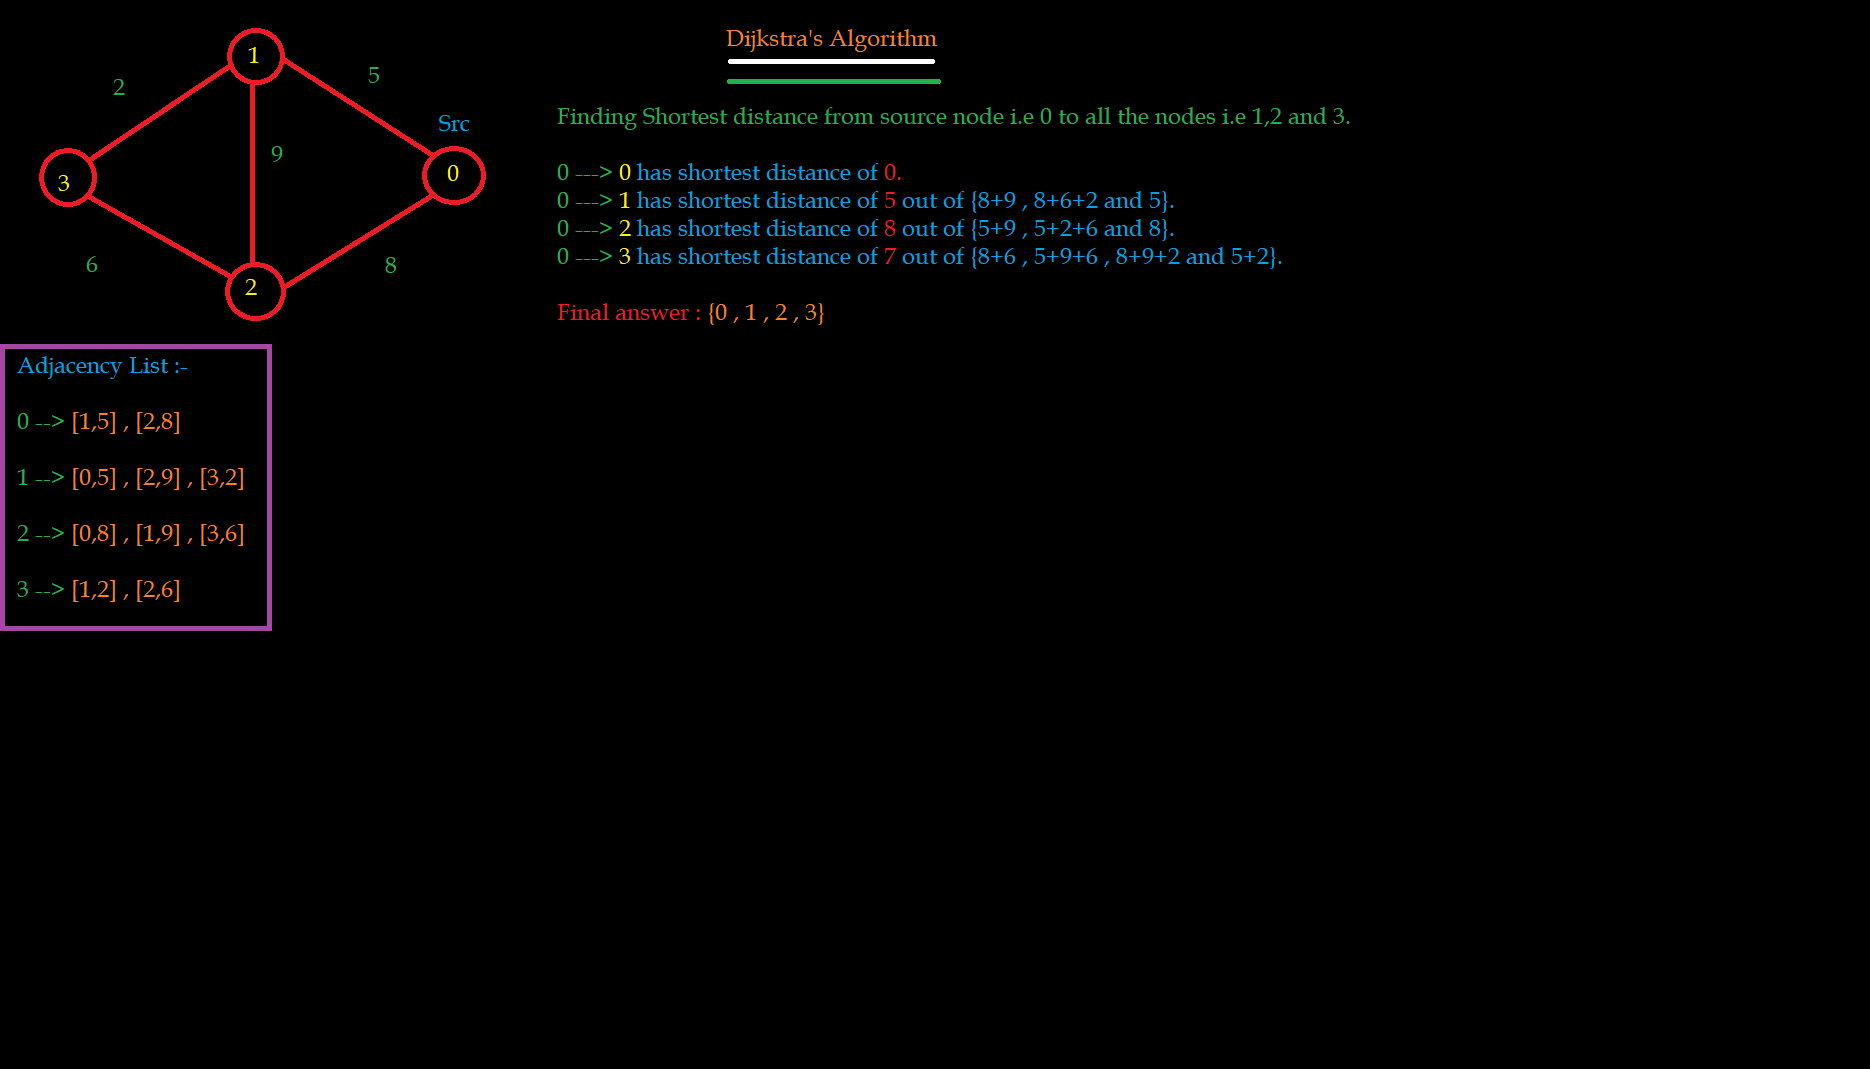 1
2
5
Src
9
3
0
6
8
2
Dijkstra's Algorithm
Finding Shortest distance from source node i.e 0 to all the nodes i.e 1,2 and 3.
0 ---> 0 has shortest distance of 0.
0 ---> 1 has shortest distance of 5 out of {8+9 , 8+6+2 and 5}.
0 ---> 2 has shortest distance of 8 out of {5+9 , 5+2+6 and 8}.
0 ---> 3 has shortest distance of 7 out of {8+6 , 5+9+6 , 8+9+2 and 5+2}.
Final answer : {0 , 1 , 2 , 3}
Adjacency List :-
0 --> [1,5] , [2,8]
1 --> [0,5] , [2,9] , [3,2]
2 --> [0,8] , [1,9] , [3,6]
3 --> [1,2] , [2,6]